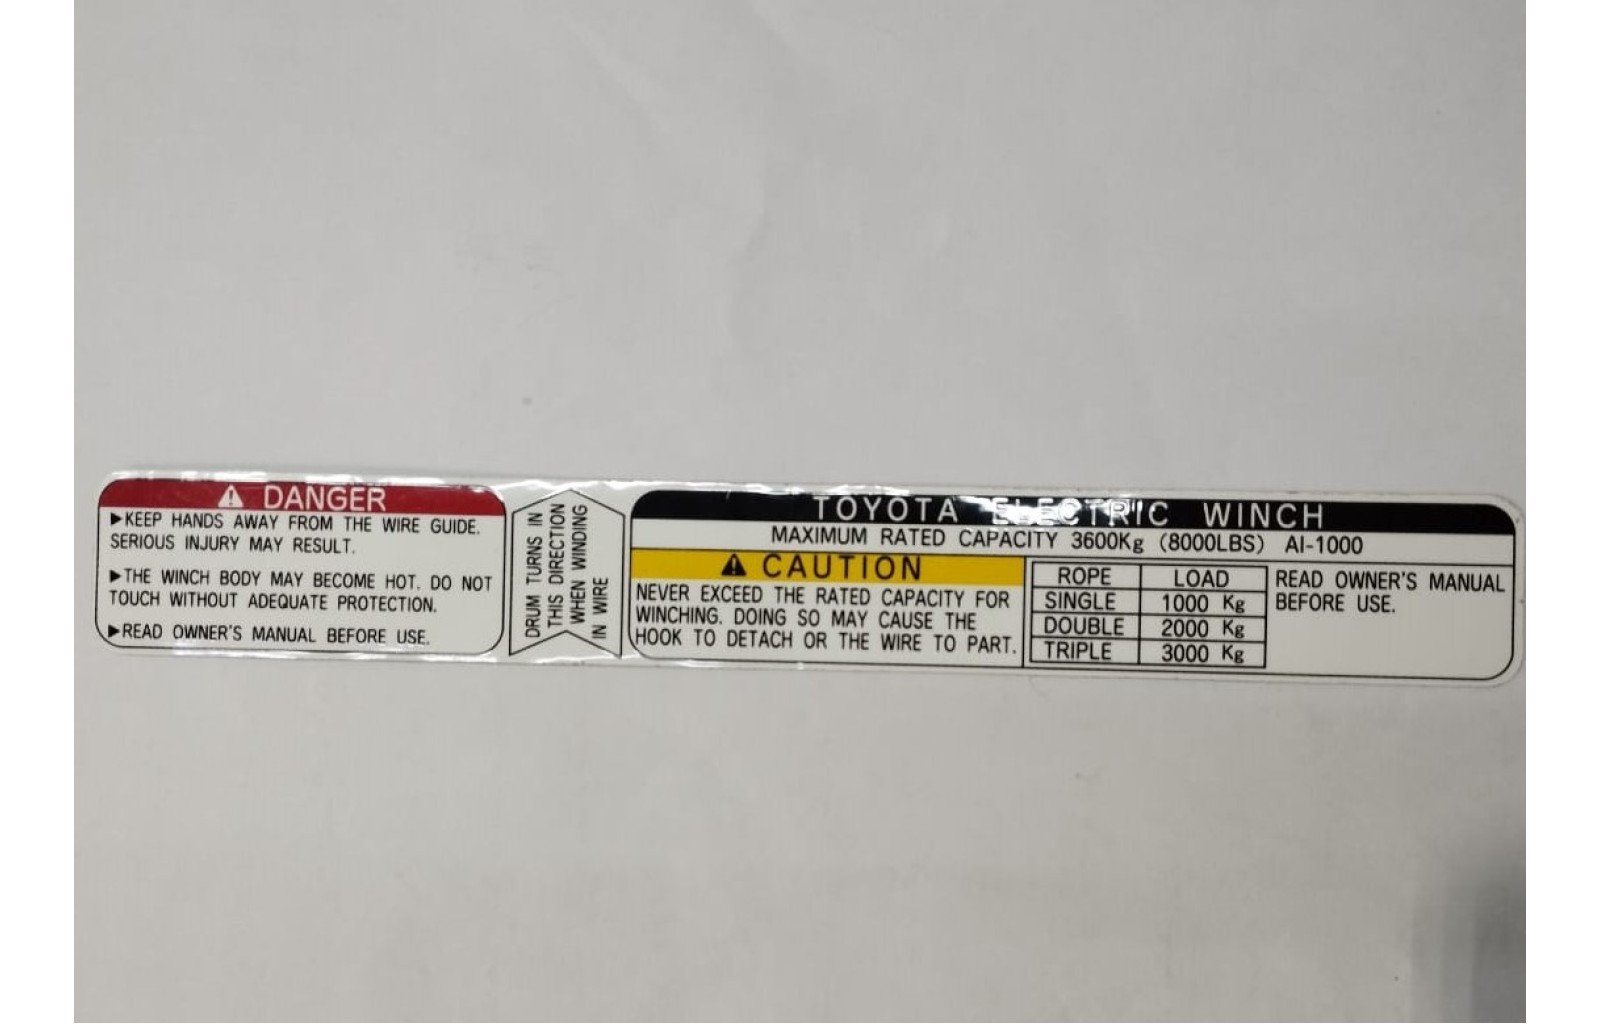 ⚠ DANGER
▶KEEP HANDS AWAY FROM THE WIRE GUIDE.
SERIOUS INJURY MAY RESULT.
▶THE WINCH BODY MAY BECOME HOT. DO NOT
TOUCH WITHOUT ADEQUATE PROTECTION.
▶READ OWNER'S MANUAL BEFORE USE.
DRUM TURNS IN
THIS DIRECTION
WHEN WINDING
IN WIRE
TOYOTA ELECTRIC WINCH
MAXIMUM RATED CAPACITY 3600Kg (8000LBS) AI-1000
⚠ CAUTION
NEVER EXCEED THE RATED CAPACITY FOR
WINCHING. DOING SO MAY CAUSE THE
HOOK TO DETACH OR THE WIRE TO PART.
ROPE LOAD
SINGLE 1000 Kg
DOUBLE 2000 Kg
TRIPLE 3000 Kg
READ OWNER'S MANUAL
BEFORE USE.